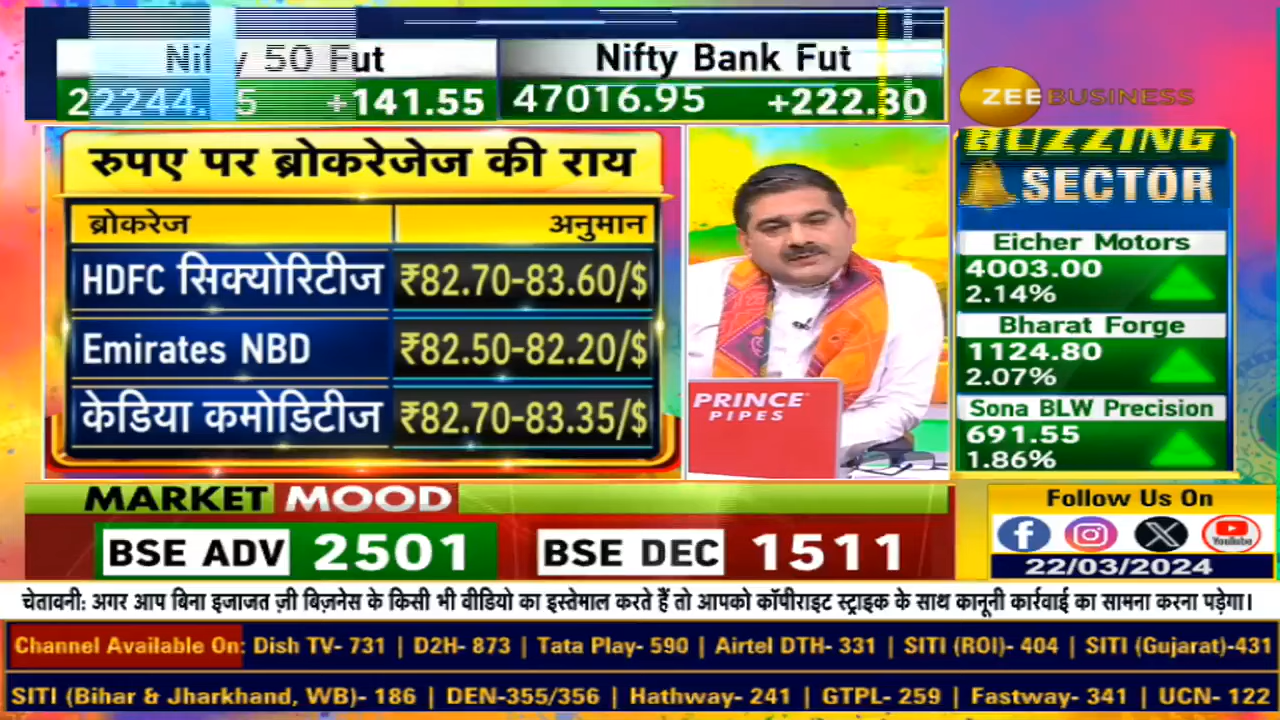 Nifty 50 Fut
+141.55
Nifty Bank Fut
47016.95 +222.30
ZEE BUSINESS
रुपए पर ब्रोकरेजेज की राय
ब्रोकरेज अनुमान
HDFC सिक्योरिटीज ₹82.70-83.60/$
Emirates NBD ₹82.50-82.20/$
केडिया कमोडिटीज ₹82.70-83.35/$
PRINCE
PIPES
BUZZING
SECTOR
Eicher Motors
4003.00
2.14%
Bharat Forge
1124.80
2.07%
Sona BLW Precision
691.55
1.86%
MARKET MOOD
BSE ADV 2501 BSE DEC 1511
Follow Us On
YouTube
22/03/2024
चेतावनी: अगर आप बिना इजाजत ज़ी बिज़नेस के किसी भी वीडियो का इस्तेमाल करते हैं तो आपको कॉपीराइट स्ट्राइक के साथ कानूनी कार्रवाई का सामना करना पड़ेगा।
Channel Available On: Dish TV- 731 | D2H- 873 | Tata Play- 590 | Airtel DTH- 331 | SITI (ROI)- 404 | SITI (Gujarat)-431
SITI (Bihar & Jharkhand, WB)- 186 | DEN-355/356 | Hathway- 241 | GTPL- 259 | Fastway- 341 | UCN- 122